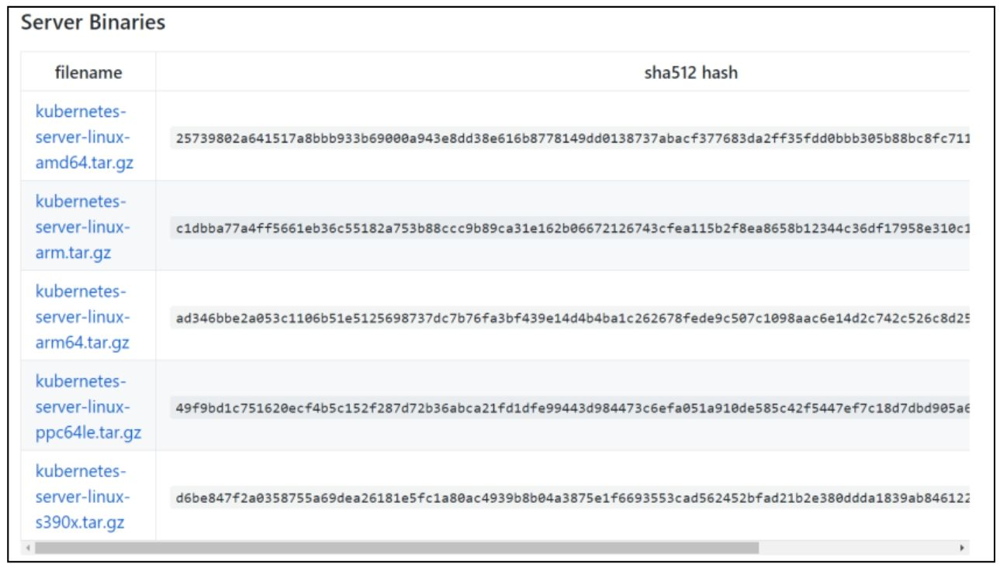 Server Binaries
filename sha512 hash
kubernetes-
server-linux-
amd64.tar.gz
25739802a641517a8bbb933b69000a943e8dd38e616b8778149dd0138737abacf377683da2ff35fdd0bbb305b88bc8fc711
kubernetes-
server-linux-
arm.tar.gz
c1dbba77a4ff5661eb36c55182a753b88ccc9b89ca31e162b06672126743cfea115b2f8ea8658b12344c36df17958e310c1
kubernetes-
server-linux-
arm64.tar.gz
ad346bbe2a053c1106b51e5125698737dc7b76fa3bf439e14d4b4ba1c262678fede9c507c1098aac6e14d2c742c526c8d25
kubernetes-
server-linux-
ppc64le.tar.gz
49f9bd1c751620ecf4b5c152f287d72b36abca21fd1dfe99443d984473c6efa051a910de585c42f5447ef7c18d7dbd905a6
kubernetes-
server-linux-
s390x.tar.gz
d6be847f2a0358755a69dea26181e5fc1a80ac4939b8b04a3875e1f6693553cad562452bfad21b2e380ddda1839ab846122